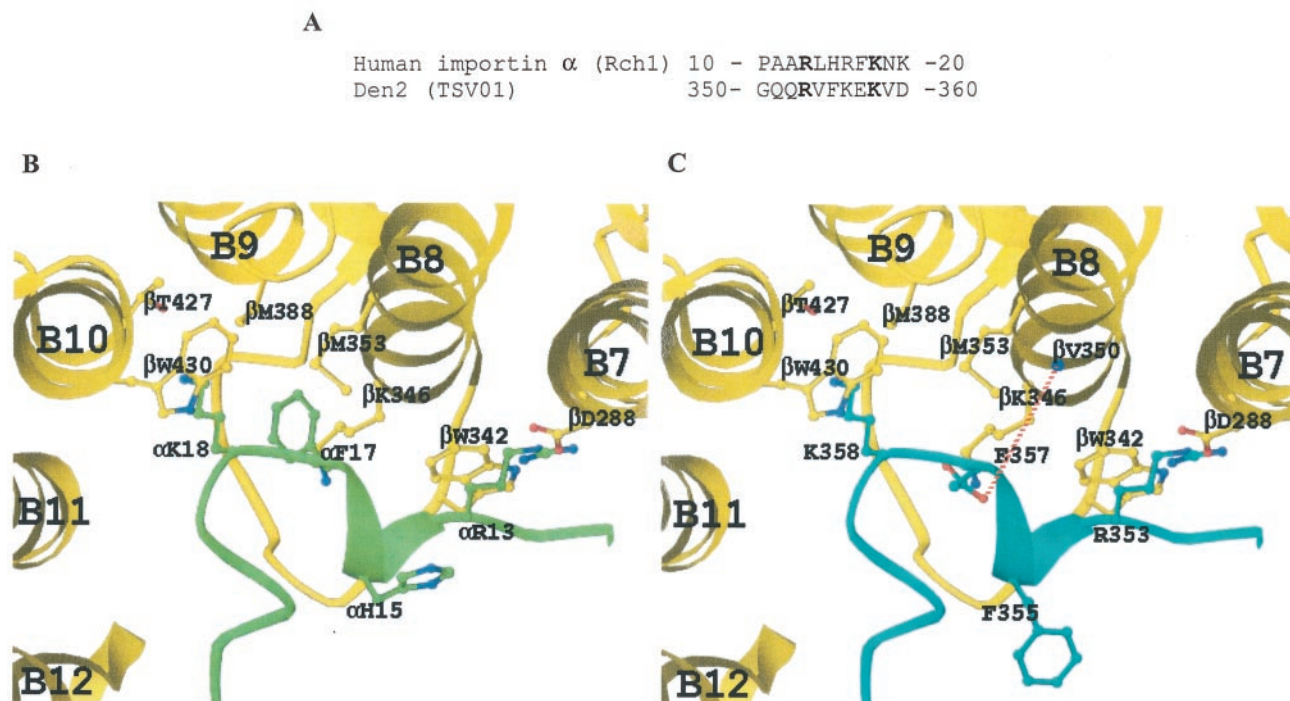 A
Human importin α (Rch1) 10 - PAARLHRFKNK -20
Den2 (TSV01) 350- GQQRVFKEKVD -360
B
B9
B8
βT427
βM388
B10
βM353
B7
βW430
βK346
βD288
βW342
αK18
αF17
B11
αR13
αH15
B12
C
B9
B8
βT427
βM388
B10
βM353
βV350
B7
βW430
βK346
βD288
βW342
K358
E357
B11
R353
F355
B12